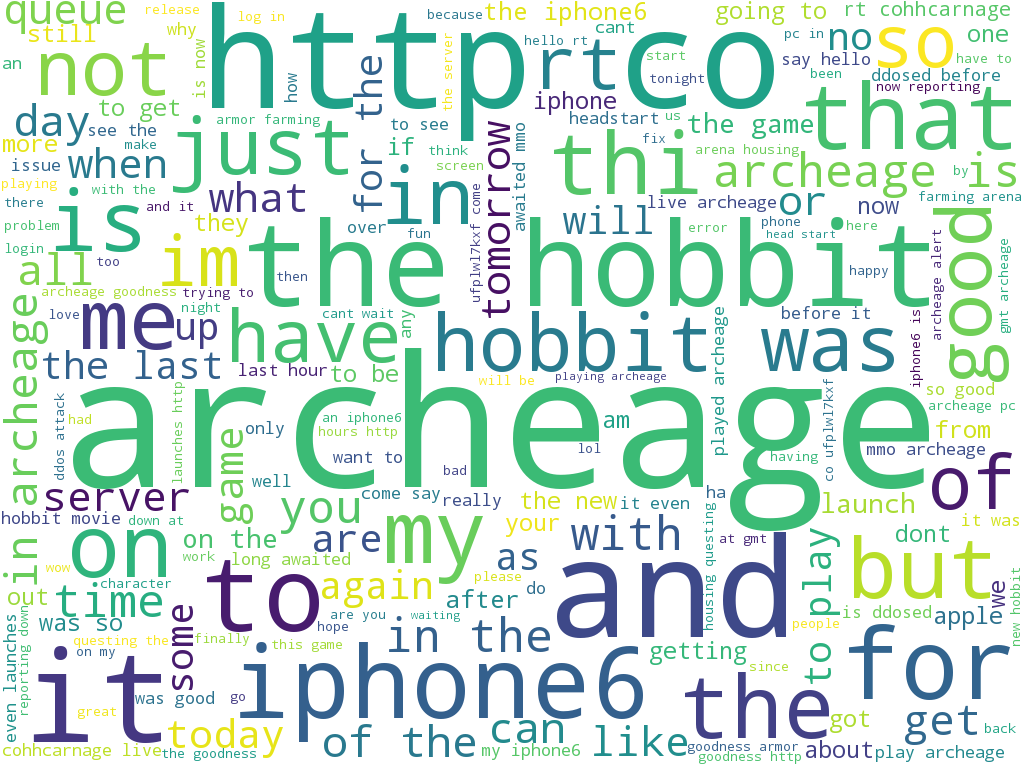 queue
release
log in
because
the iphone6
cant
going to
rt cohhcarnage
still
why
httprtco
hello rt
pc in
no
so
one
an
not
is now
how
for the
the server
start
say hello
been
have to
to get
iphone
tonight
ddosed before
now reporting
day
just
armor farming
to see
headstart
us
the game
that
more
see the
make
if
think
tomorrow
awaited mmo
fix
arena housing
issue
when
in
screen
thi
archeage
by
is
playing
with the
what
live archeage
or
now
farming arena
there
is
and it
they
over
will
phone
problem
im
the hobbit
fun
error
head start
here
good
login
too
then
ufplwl7kxf come
happy
archeage alert
gmt archeage
all
archeage goodness
trying to
love
me
up
night
cant wait
any
hobbit
played archeage
before it
was
iphone6 is
in archeage
have
the last
last hour
to be
will be
playing archeage
so good
archeage
launches http
co ufplwl7kxf
archeage pc
ddos attack
had
game
an iphone6
hours http
only
am
lol
having
from
want to
bad
mmo archeage
well
server
come say
really
the new
it even
ha
launch
of
hobbit movie
down at
you
your
housing questing
at gmt
it was
on
on the
are
my
as
with
to play
dont
work
long awaited
wow
character
to
again
please
do
and
but
out
time
after
is ddosed
apple
we
was so
some
are you
waiting
people
new hobbit
even launches
reporting down
questing the
finally
hope
in the
getting
for
on my
this game
since
it
was good
go
iphone6
the
great
got
get
back
today
of the
can
like
goodness armor
about
play archeage
cohhcarnage live
the goodness
my iphone6
goodness http